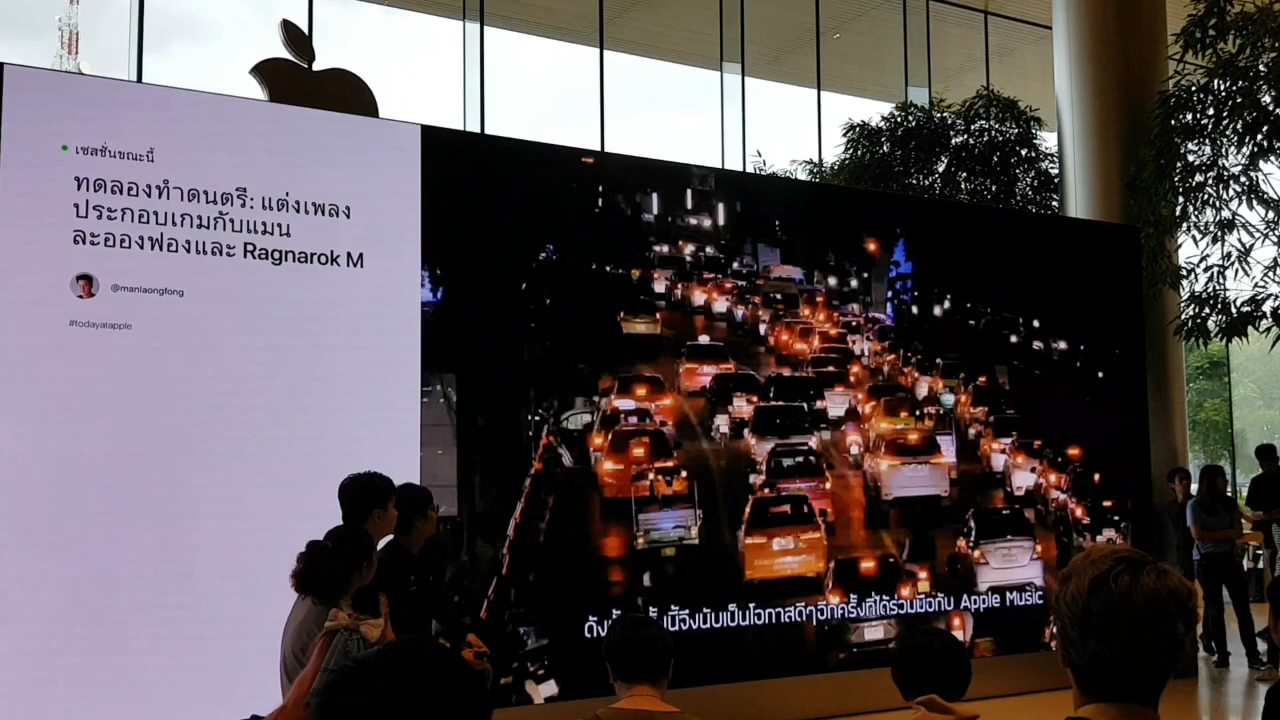 เซสชั่นขณะนี้
ทดลองทำดนตรี: แต่งเพลง
ประกอบเกมกับแมน
ละอองฟองและ Ragnarok M
@manlaongfong
#todayatapple
นี้จึงนับเป็นโอกาสดีๆอีกครั้งที่ได้ร่วมมือกับ Apple Music